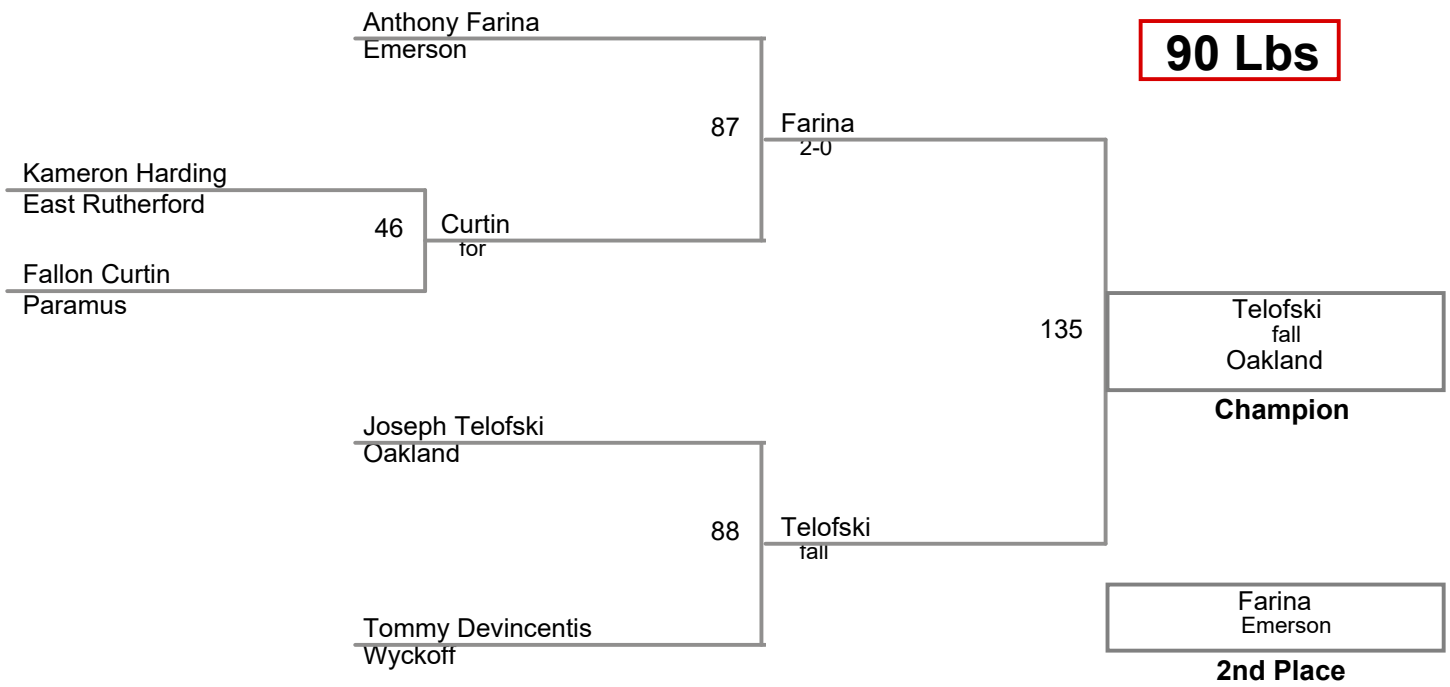 Anthony Farina
Emerson
90 Lbs
87
Farina
2-0
Kameron Harding
East Rutherford
46
Curtin
for
Fallon Curtin
Paramus
135
Telofski
fall
Oakland
Champion
Joseph Telofski
Oakland
88
Telofski
fall
Tommy Devincentis
Wyckoff
Farina
Emerson
2nd Place